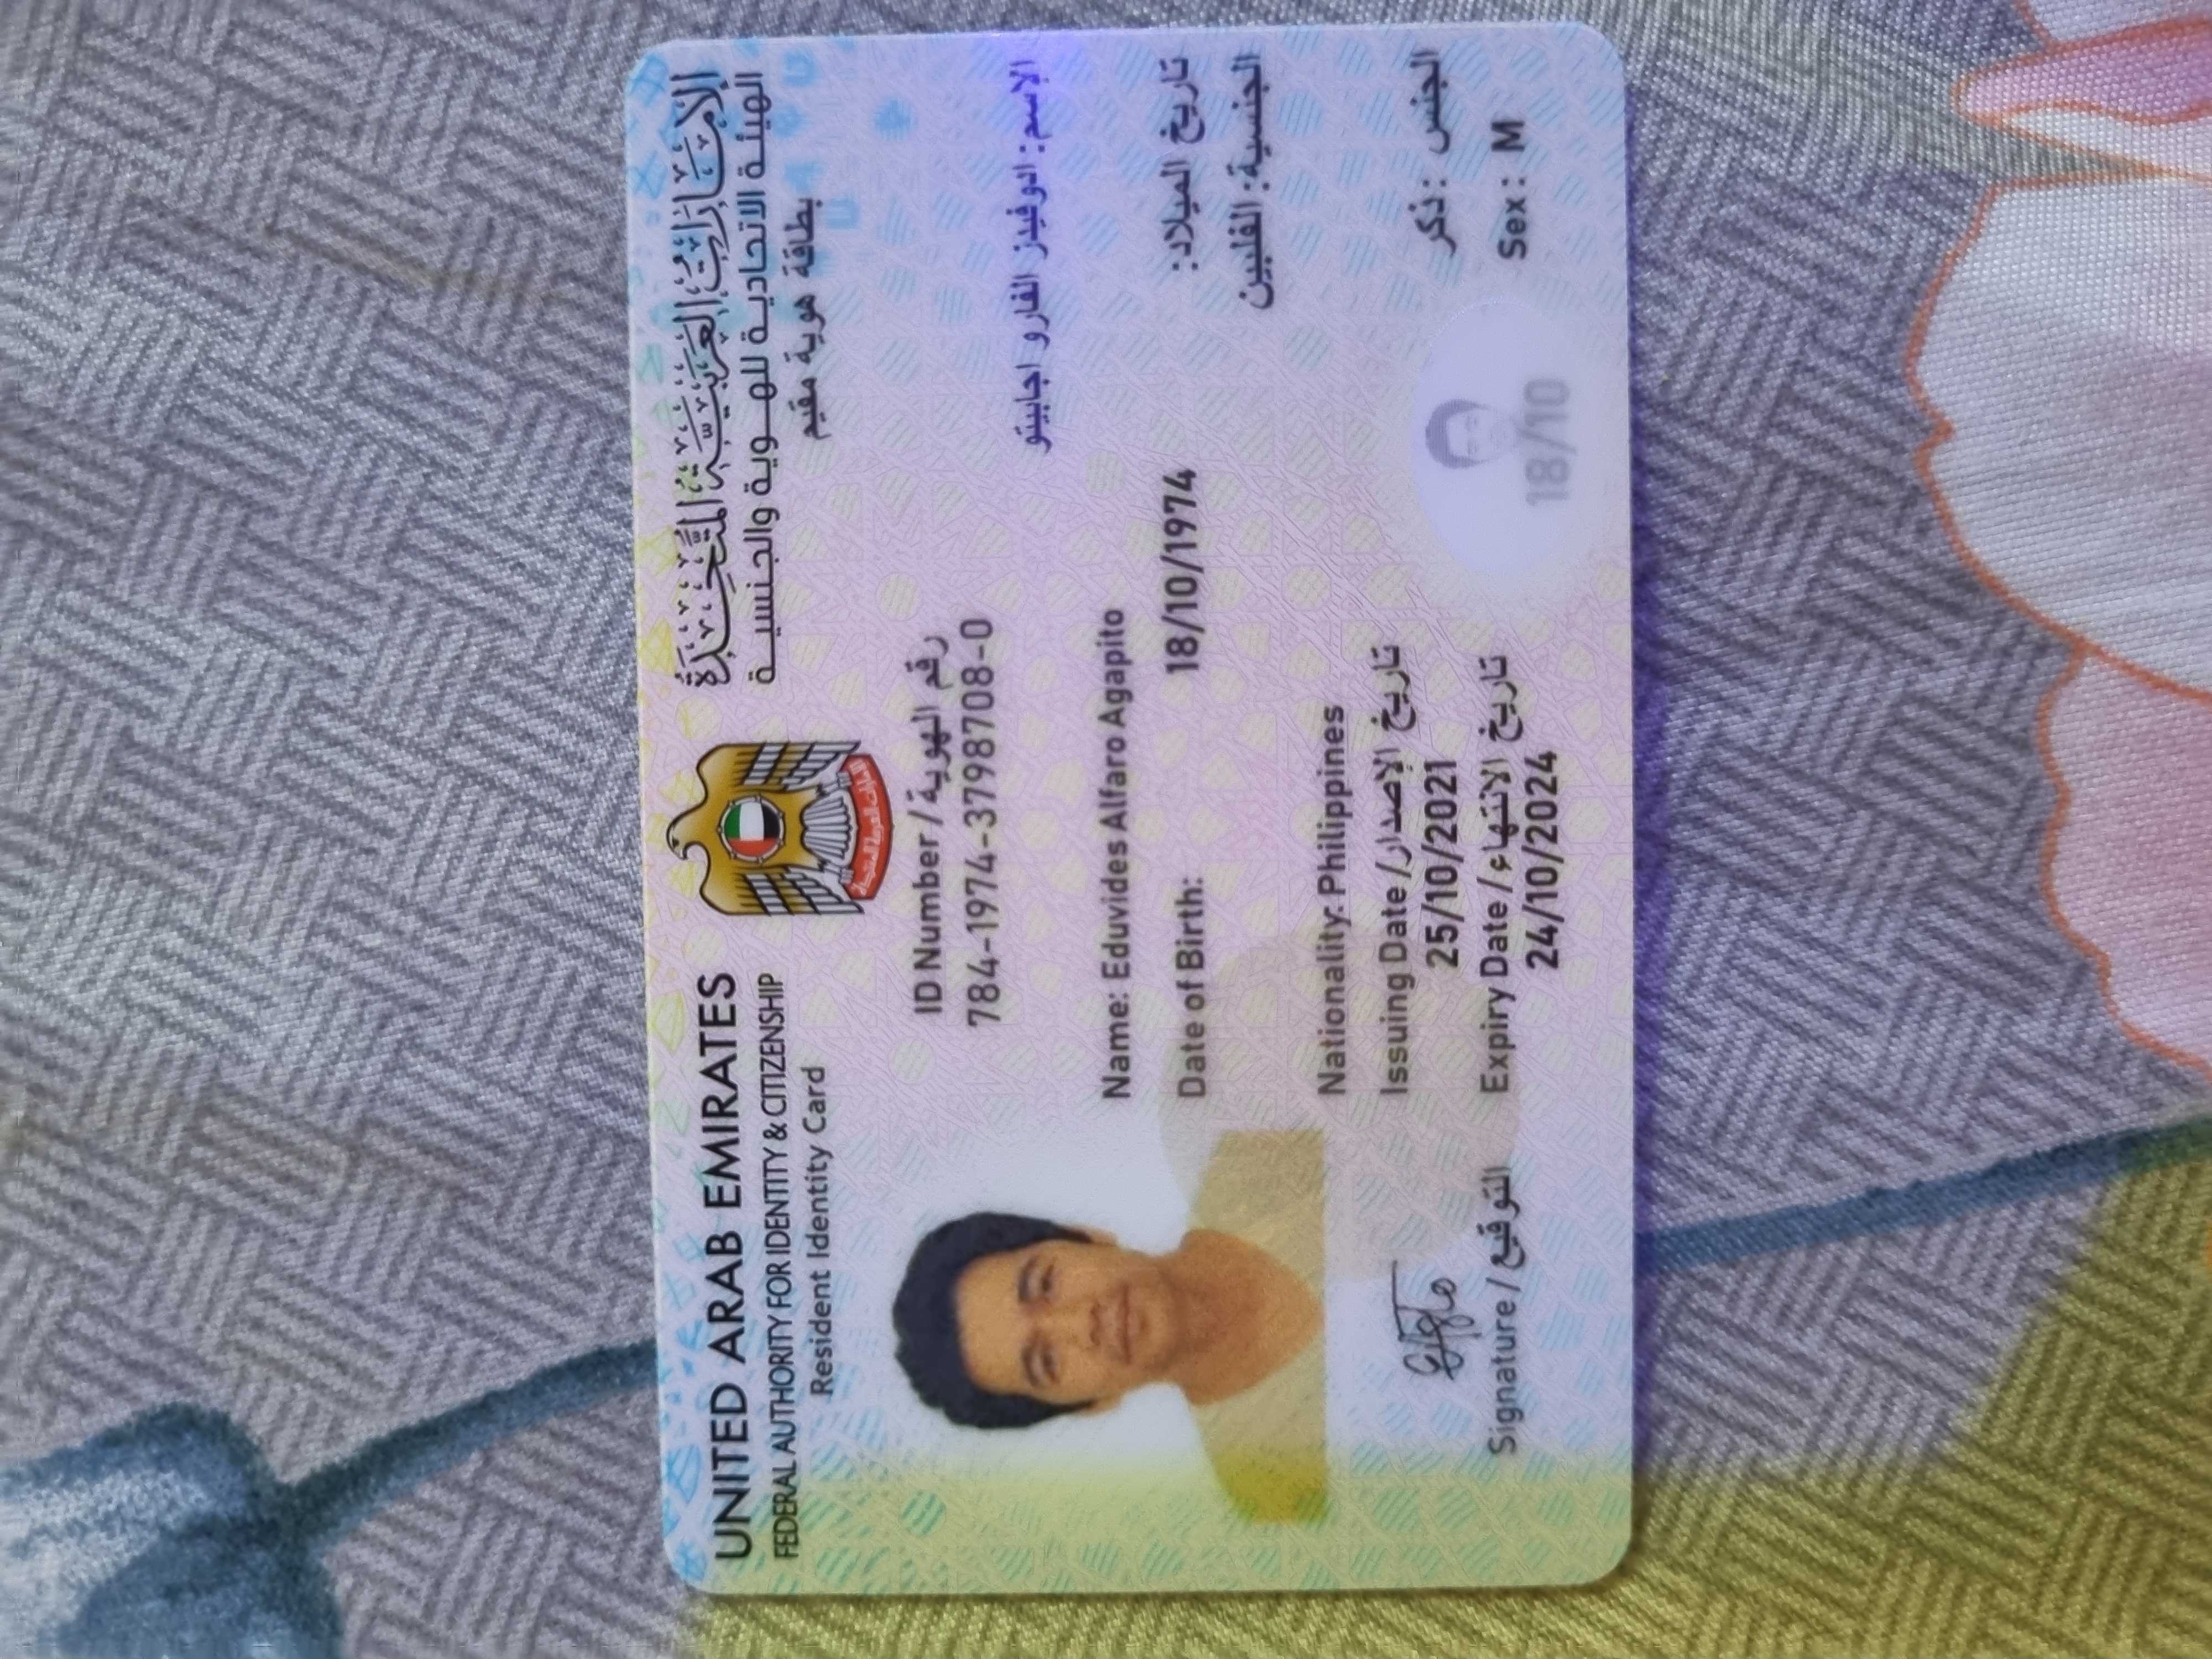 UNITED ARAB EMIRATES
FEDERAL AUTHORITY FOR IDENTITY & CITIZENSHIP
Resident Identity Card
الإمارات العربية المتحدة
الهيئة الاتحادية للهوية والجنسية
بطاقة هوية مقيم
الإمارات العربية المتحدة
ID Number / رقم الهوية
784-1974-3798708-0
الإسم: ادوفيدز الفارو اجابيتو
Name: Eduvides Alfaro Agapito
Date of Birth: 18/10/1974 تاريخ الميلاد:
الجنسية: الفلبين
Nationality: Philippines
Issuing Date / تاريخ الإصدار
25/10/2021
Expiry Date / تاريخ الانتهاء
24/10/2024
الجنس : ذكر
Sex: M
18/10
Signature / التوقيع